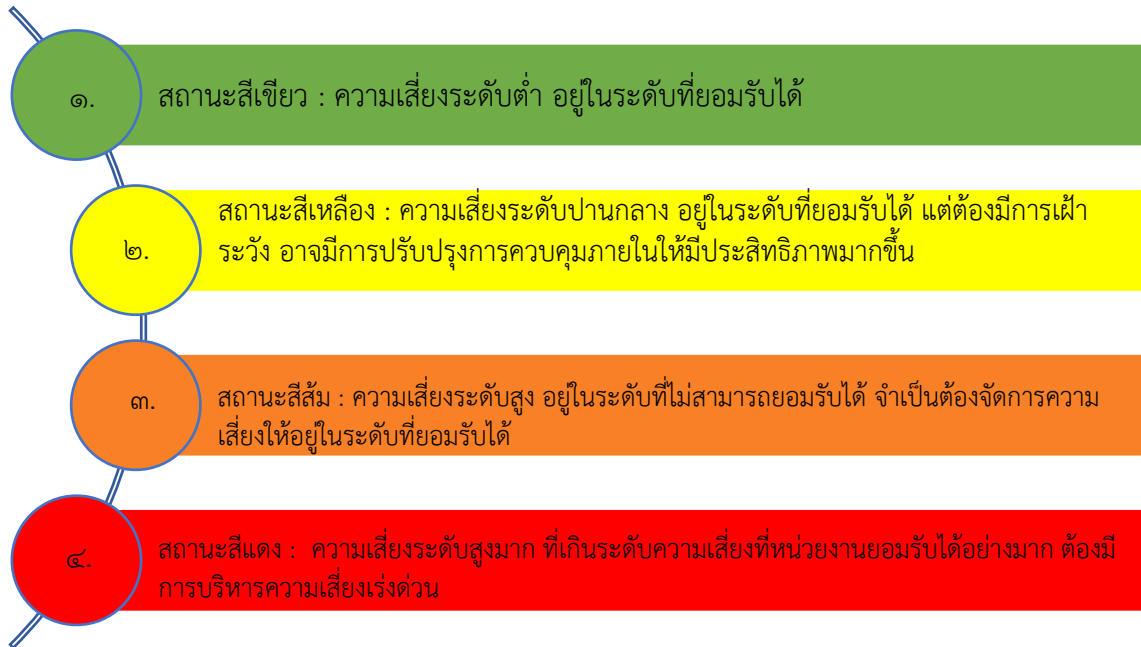 ๑. สถานะสีเขียว : ความเสี่ยงระดับต่ำ อยู่ในระดับที่ยอมรับได้
๒. สถานะสีเหลือง : ความเสี่ยงระดับปานกลาง อยู่ในระดับที่ยอมรับได้ แต่ต้องมีการเฝ้า
ระวัง อาจมีการปรับปรุงการควบคุมภายในให้มีประสิทธิภาพมากขึ้น
๓. สถานะสีส้ม : ความเสี่ยงระดับสูง อยู่ในระดับที่ไม่สามารถยอมรับได้ จำเป็นต้องจัดการความ
เสี่ยงให้อยู่ในระดับที่ยอมรับได้
๔. สถานะสีแดง : ความเสี่ยงระดับสูงมาก ที่เกินระดับความเสี่ยงที่หน่วยงานยอมรับได้อย่างมาก ต้องมี
การบริหารความเสี่ยงเร่งด่วน